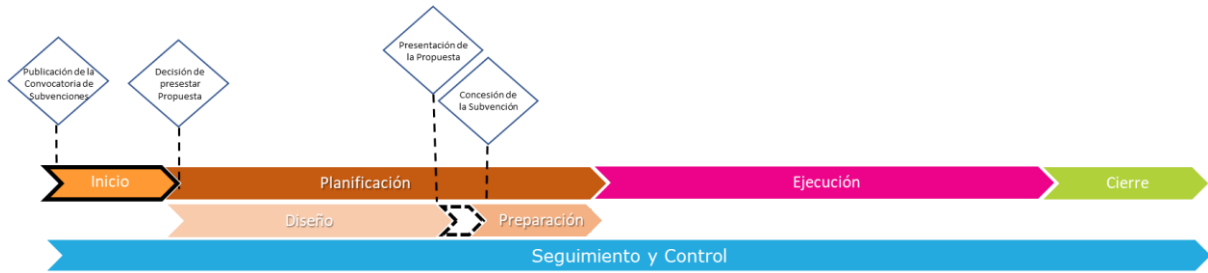 Publicación de la
Convocatoria de
Subvenciones
Decisión de
presestar
Propuesta
Presentación de
la Propuesta
Concesión de
la Subvención
Inicio
Planificación
Ejecución
Cierre
Diseño
Preparación
Seguimiento y Control